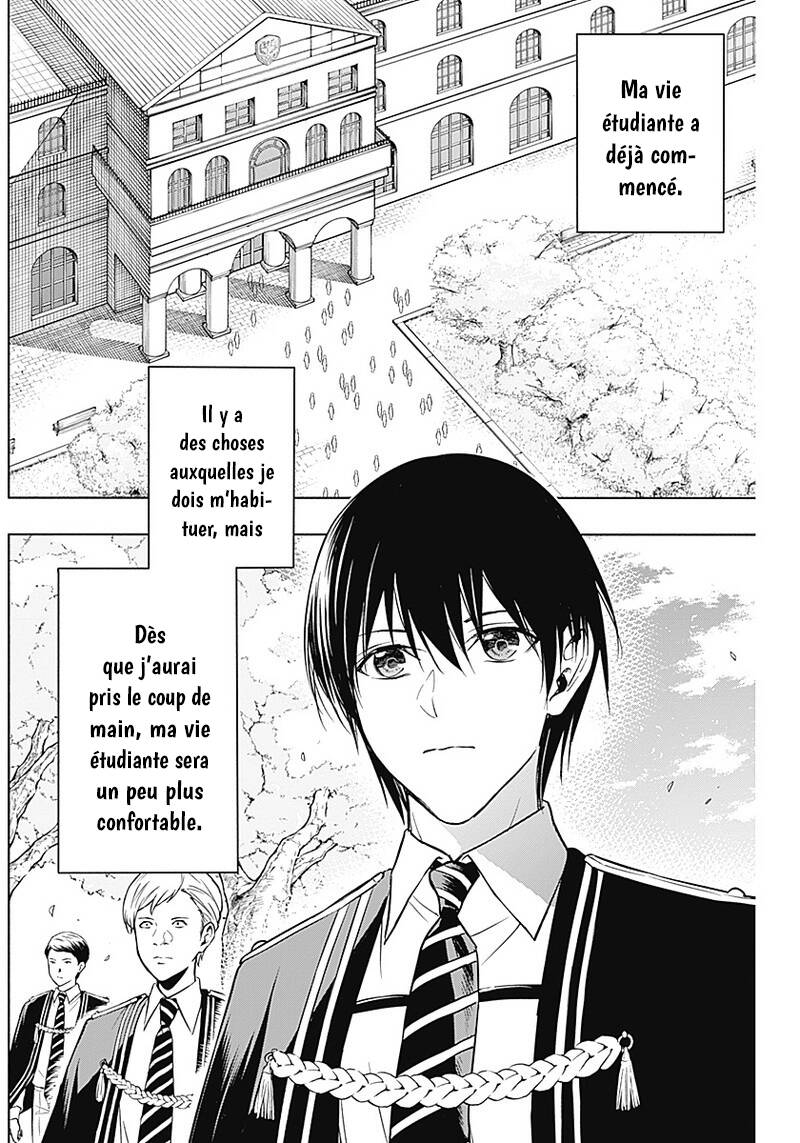 Ma vie
étudiante a
déjà com-
mencé.
Il y a
des choses
auxquelles je
dois m'habi-
tuer, mais
Dès
que j'aurai
pris le coup de
main, ma vie
étudiante sera
un peu plus
confortable.